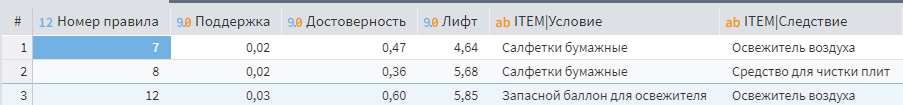 # 12 Номер правила 9.0 Поддержка 9.0 Достоверность 9.0 Лифт ab ITEM|Условие ab ITEM|Следствие
1 7 0,02 0,47 4,64 Салфетки бумажные Освежитель воздуха
2 8 0,02 0,36 5,68 Салфетки бумажные Средство для чистки плит
3 12 0,03 0,60 5,85 Запасной баллон для освежителя Освежитель воздуха